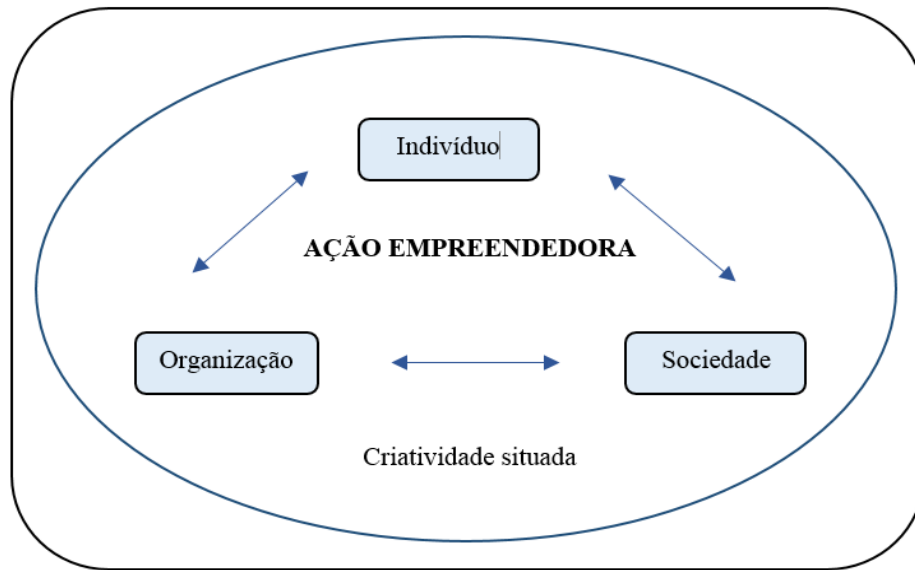 Indivíduo
AÇÃO EMPREENDEDORA
Organização
Sociedade
Criatividade situada